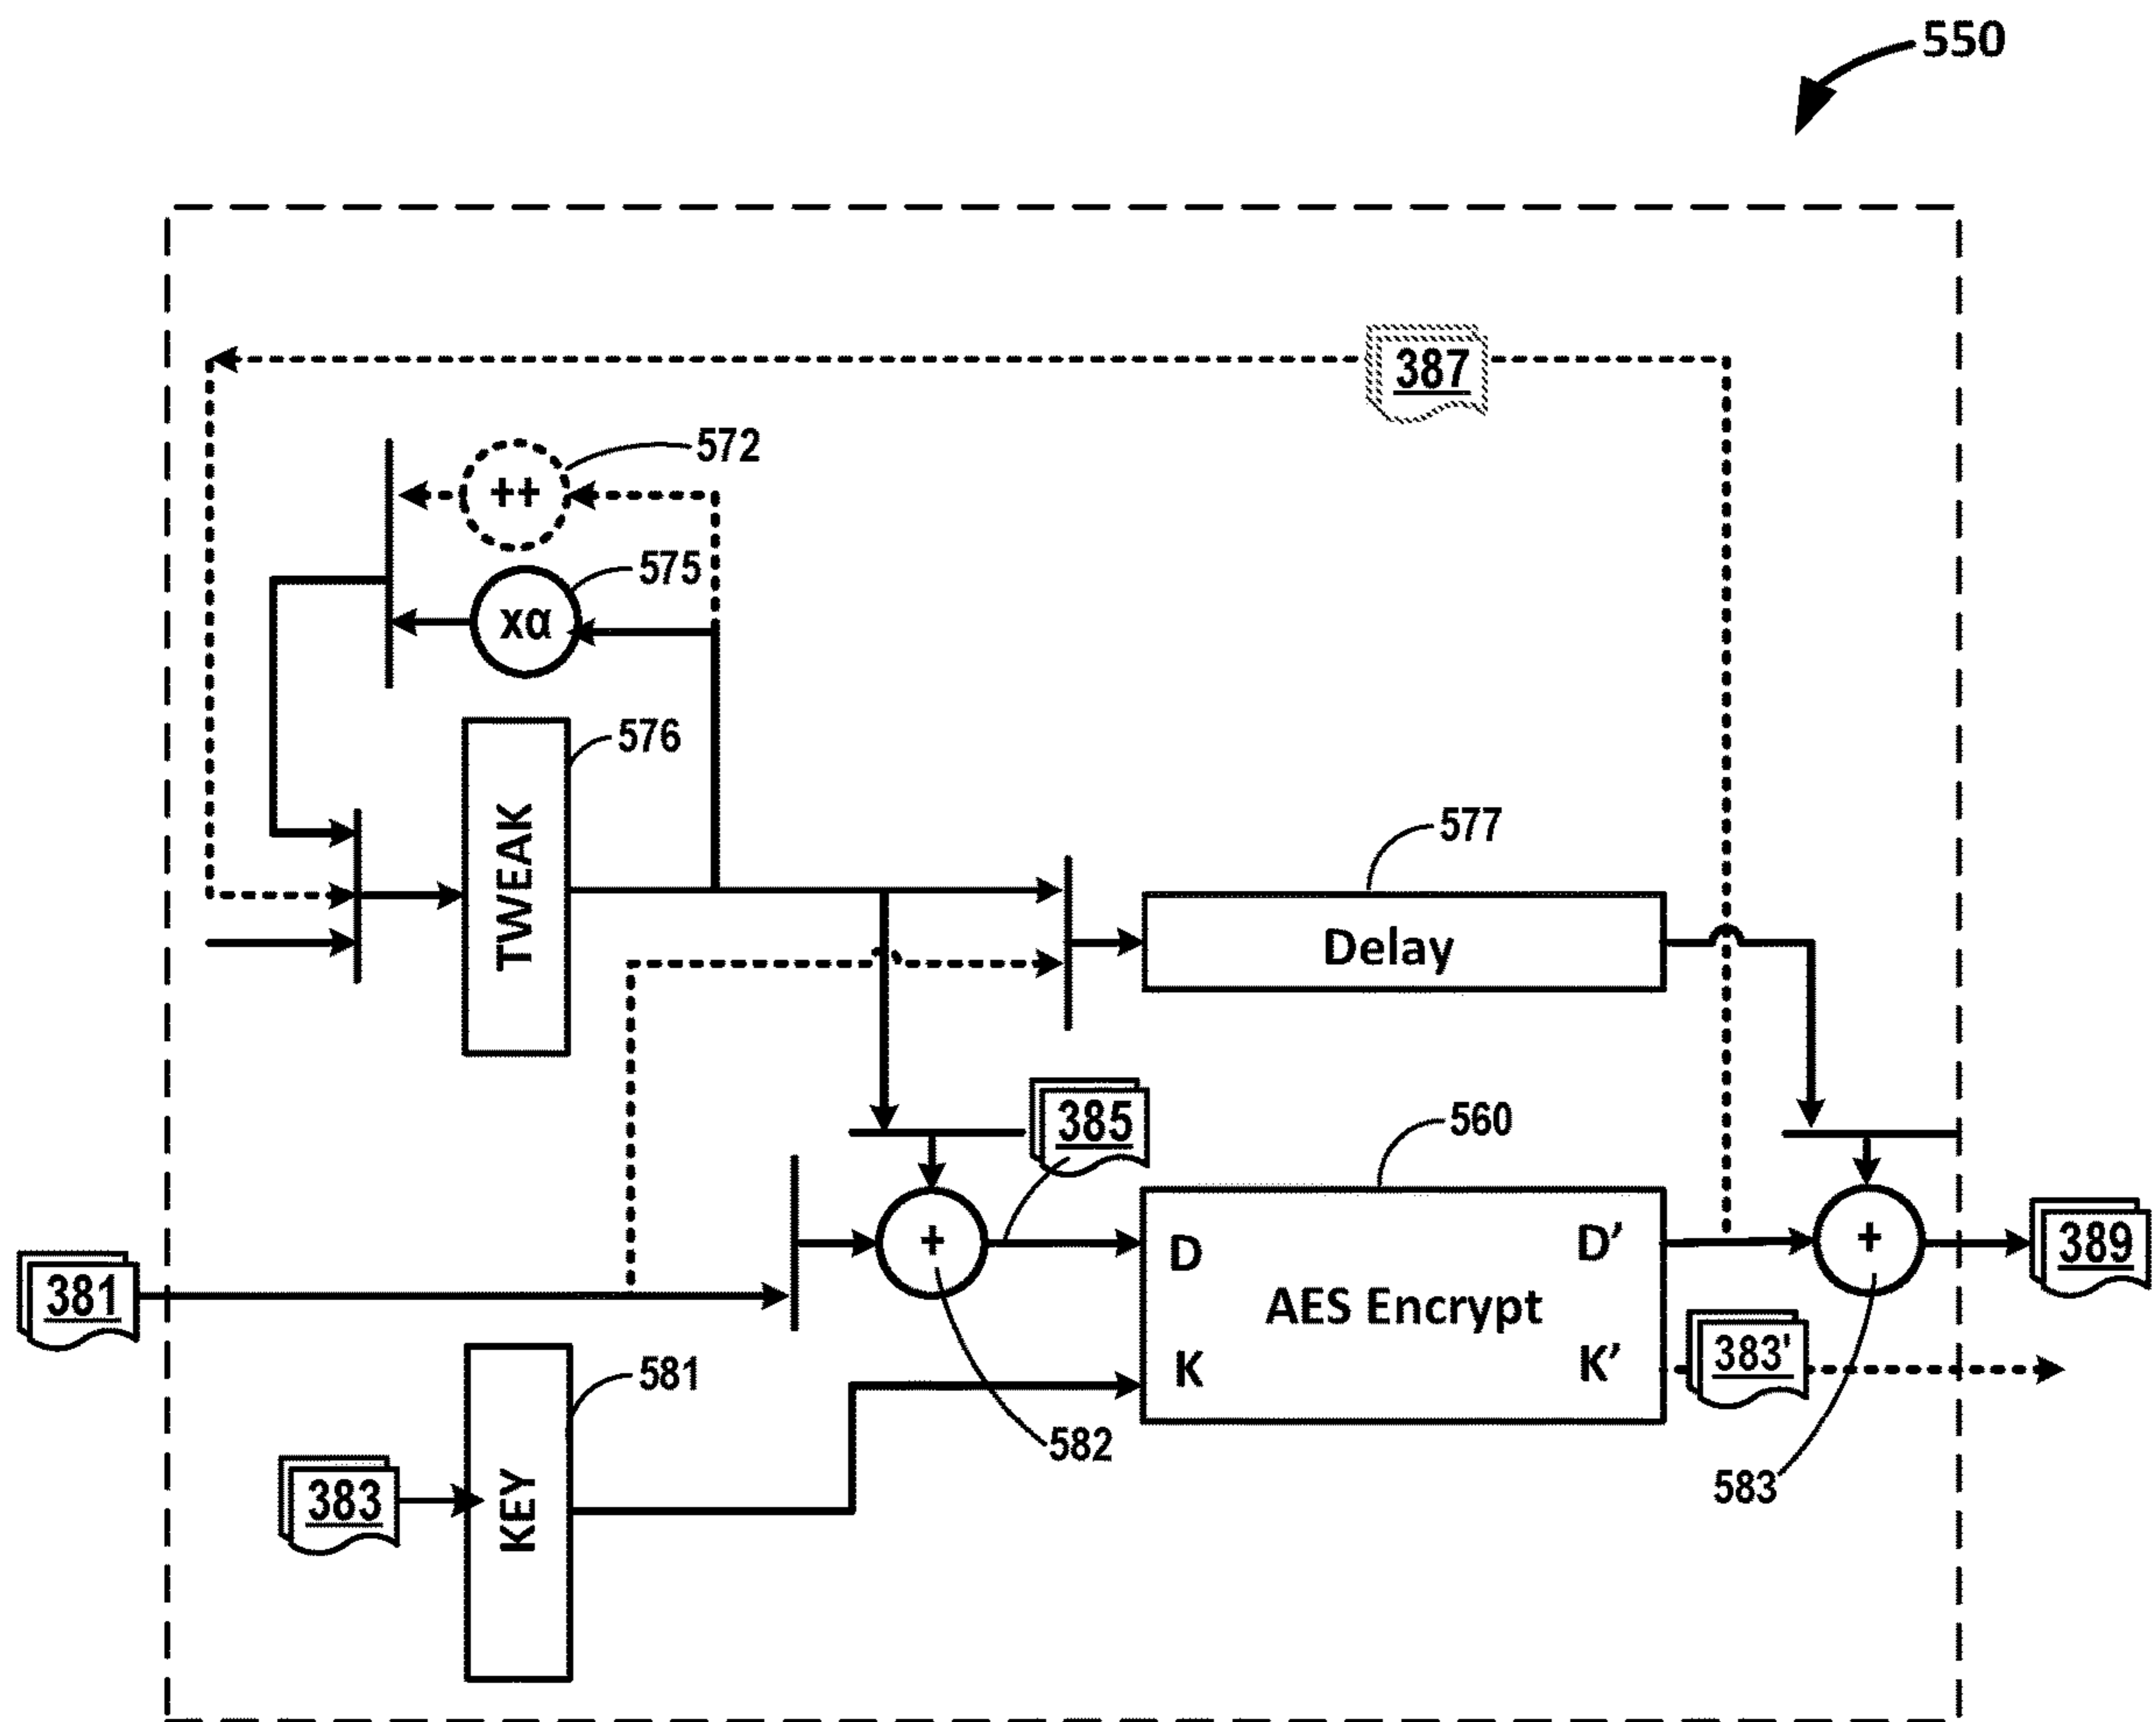 550
387
572
++
575
xα
576
TWEAK
577
Delay
385
560
D
D'
AES Encrypt
K
K'
+
+
389
381
383'
581
582
583
383
KEY